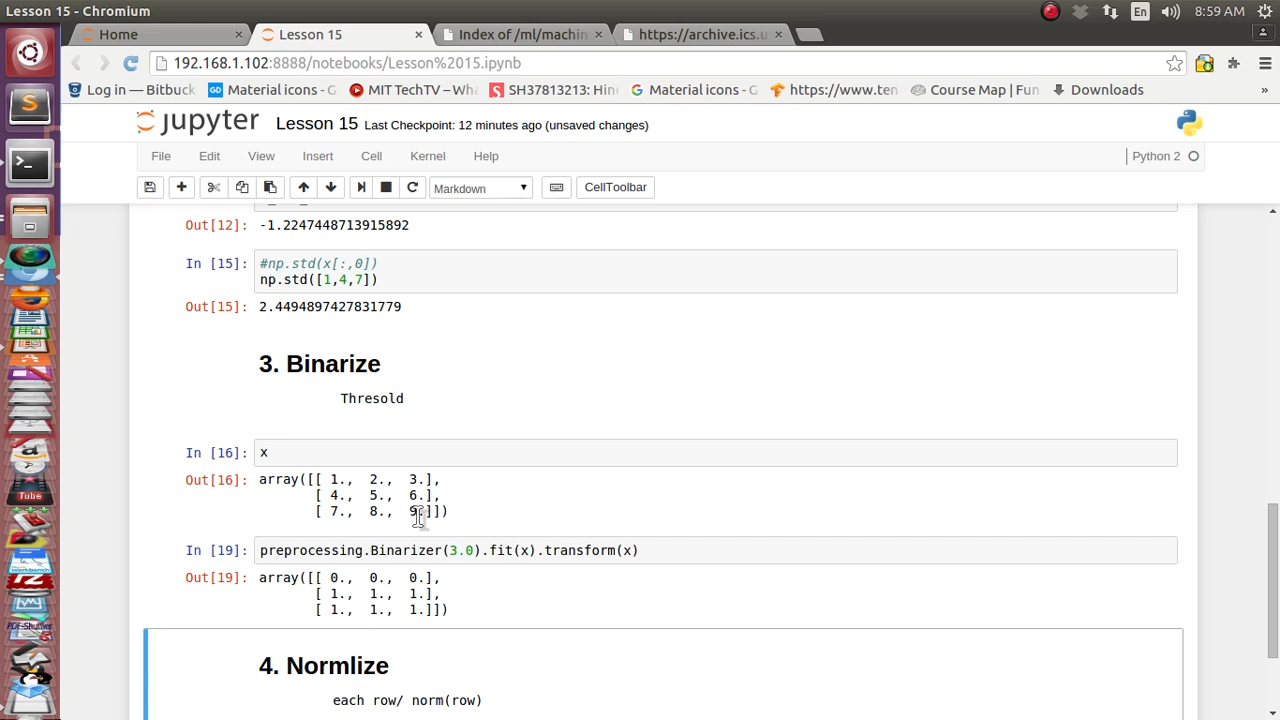 Lesson 15 - Chromium
En
8:59 AM
Home
Lesson 15
Index of /ml/machin
https://archive.ics.u
192.168.1.102:8888/notebooks/Lesson%2015.ipynb
Log in — Bitbuck
Material icons - G
MIT TechTV – Wa
SH37813213: Hin
Material icons - G
https://www.ten
Course Map | Fun
Downloads
»
jupyter Lesson 15 Last Checkpoint: 12 minutes ago (unsaved changes)
File Edit View Insert Cell Kernel Help
Python 2
Markdown
CellToolbar
Out[12]: -1.2247448713915892
In [15]: #np.std(x[:,0])
np.std([1,4,7])
Out[15]: 2.4494897427831779
3. Binarize
Thresold
In [16]: x
Out[16]: array([[ 1., 2., 3.],
[ 4., 5., 6.],
[ 7., 8., 9.]])
In [19]: preprocessing.Binarizer(3.0).fit(x).transform(x)
Out[19]: array([[ 0., 0., 0.],
[ 1., 1., 1.],
[ 1., 1., 1.]])
4. Normlize
each row/ norm(row)